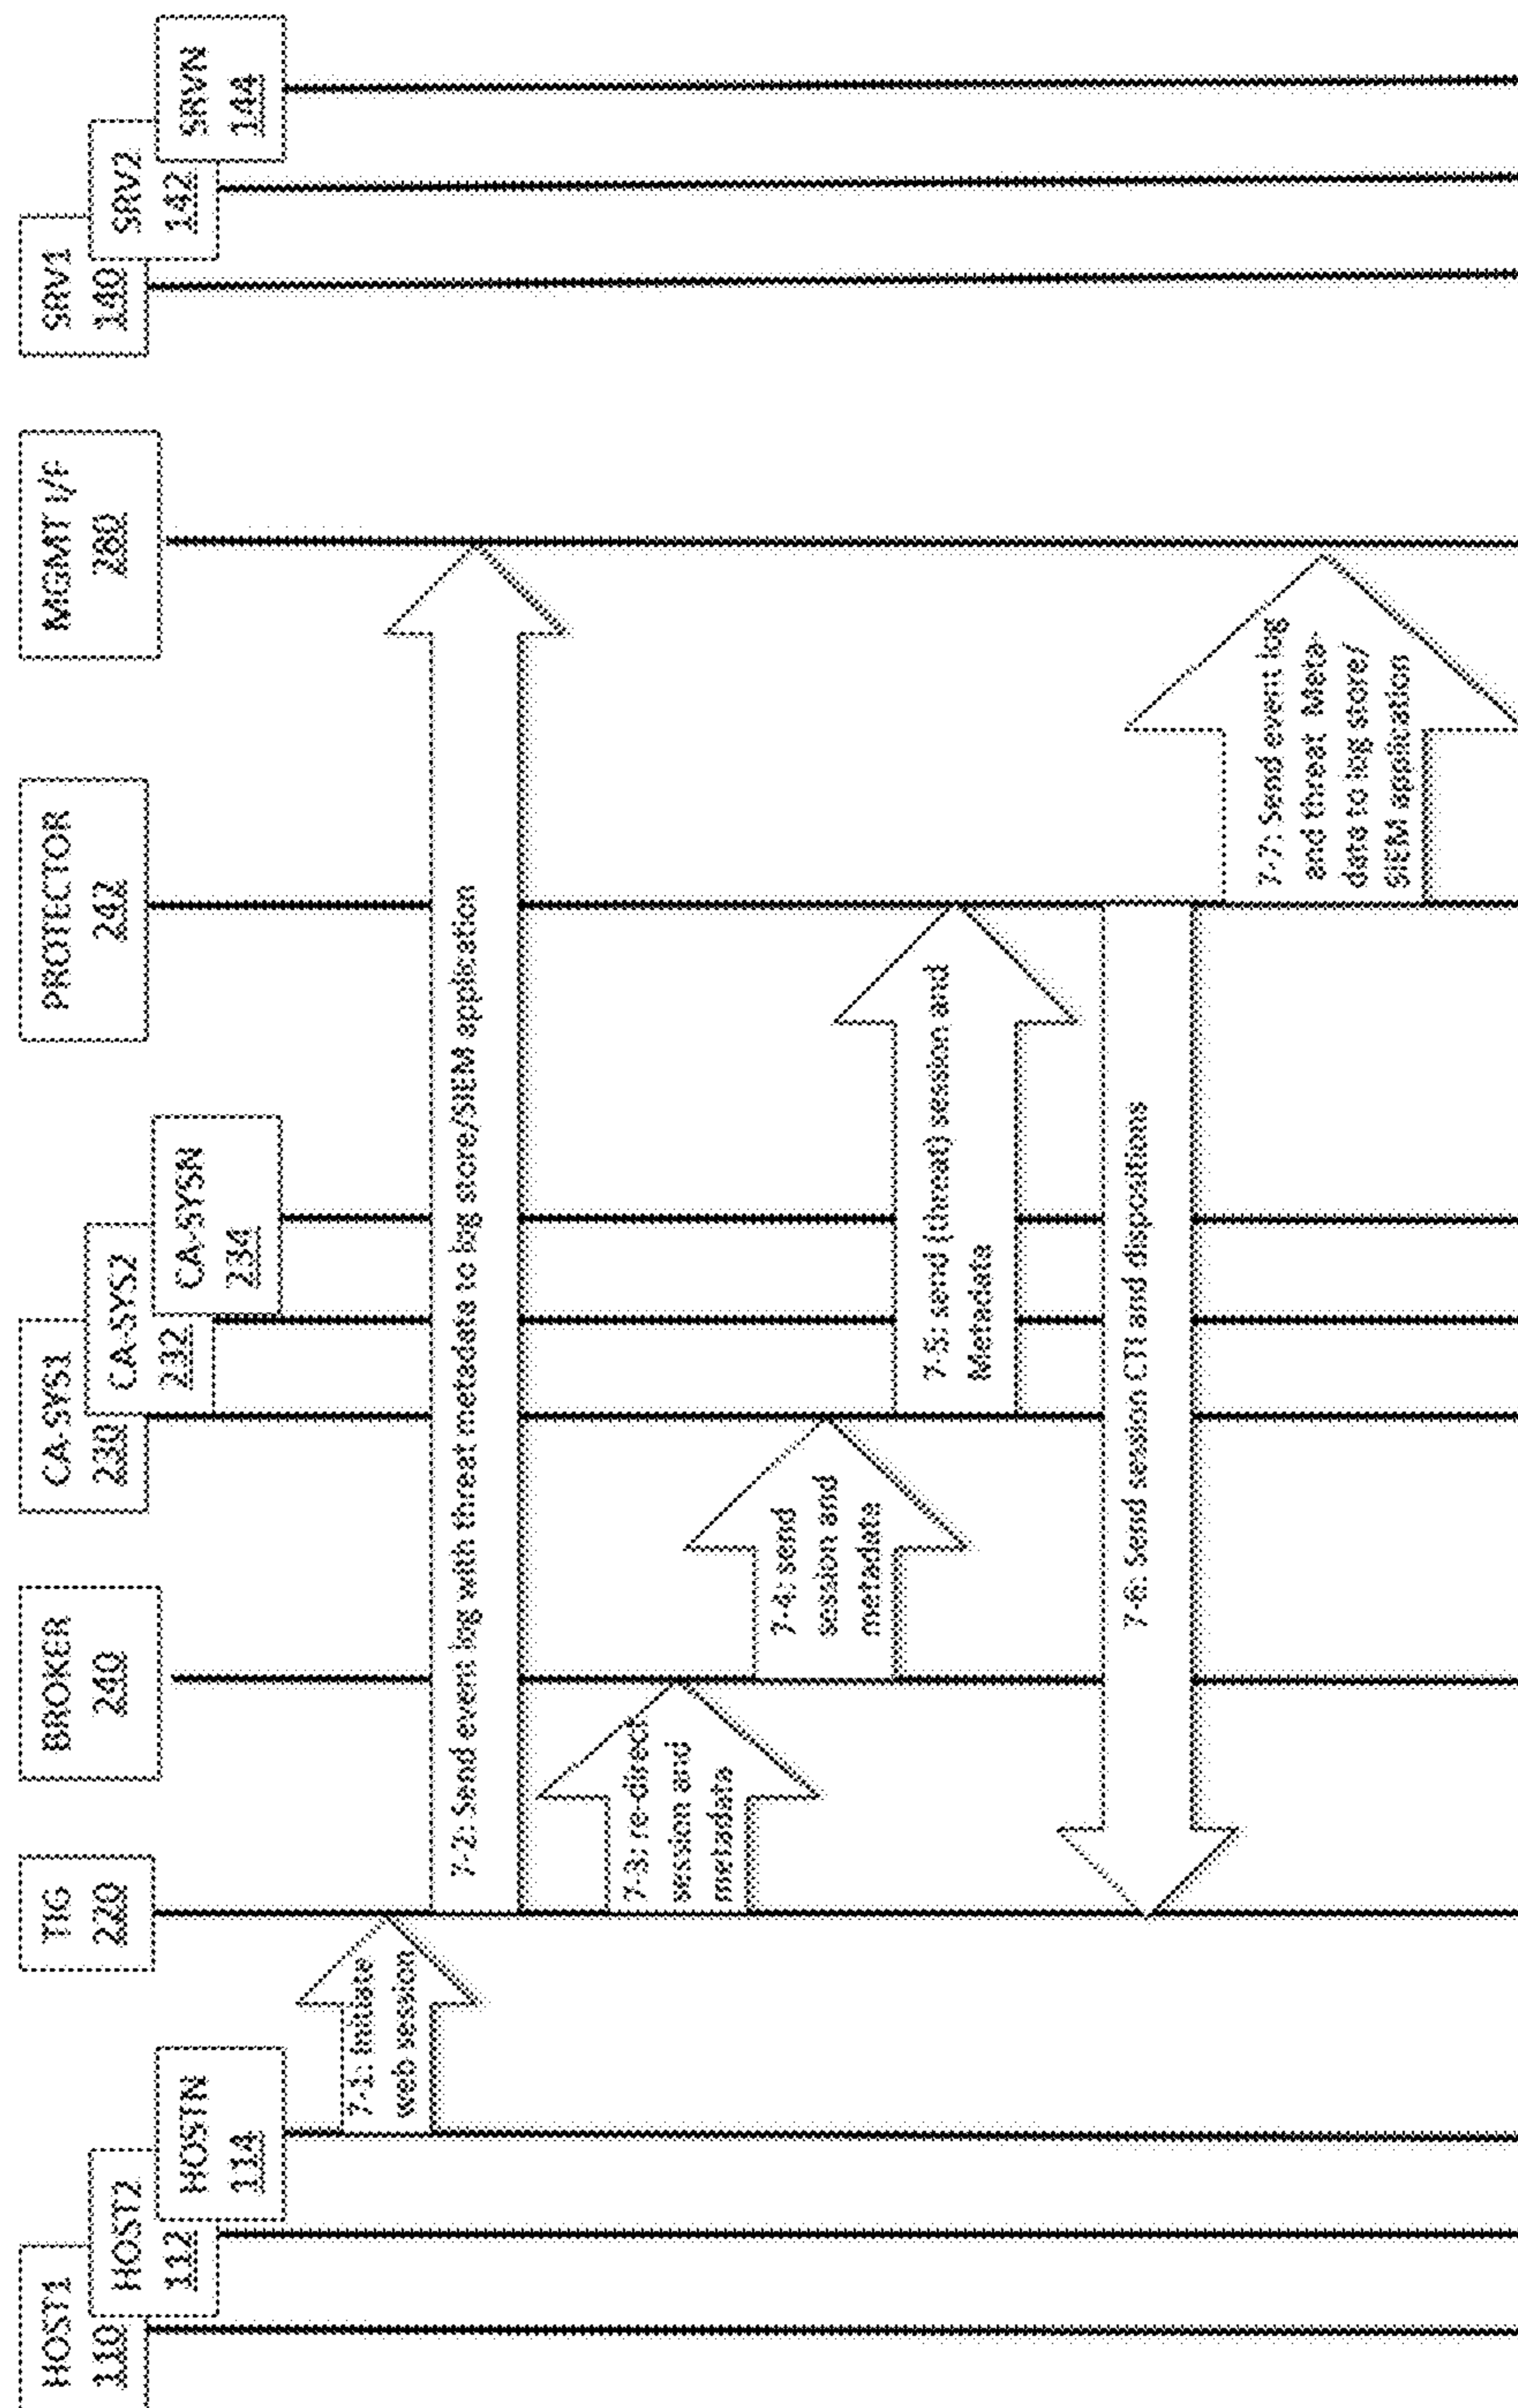 HOST1
110
HOST2
112
HOSTN
114
TIG
220
BROKER
240
CA-SYS1
230
CA-SYS2
232
CA-SYSN
234
PROTECTOR
242
MGMT I/F
280
SRV1
140
SRV2
142
SRVN
144
7-1: Initiate
web session
7-2: Send event log with threat metadata to log store/SIEM application
7-3: re-direct
session and
metadata
7-4: send
session and
metadata
7-5: send (threat) session and
Metadata
7-6: Send session CTI and dispositions
7-7: Send event log
and threat Meta-
data to log store/
SIEM application